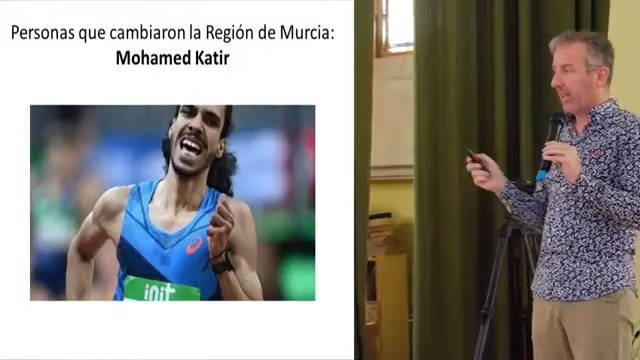 Personas que cambiaron la Región de Murcia:
Mohamed Katir
init